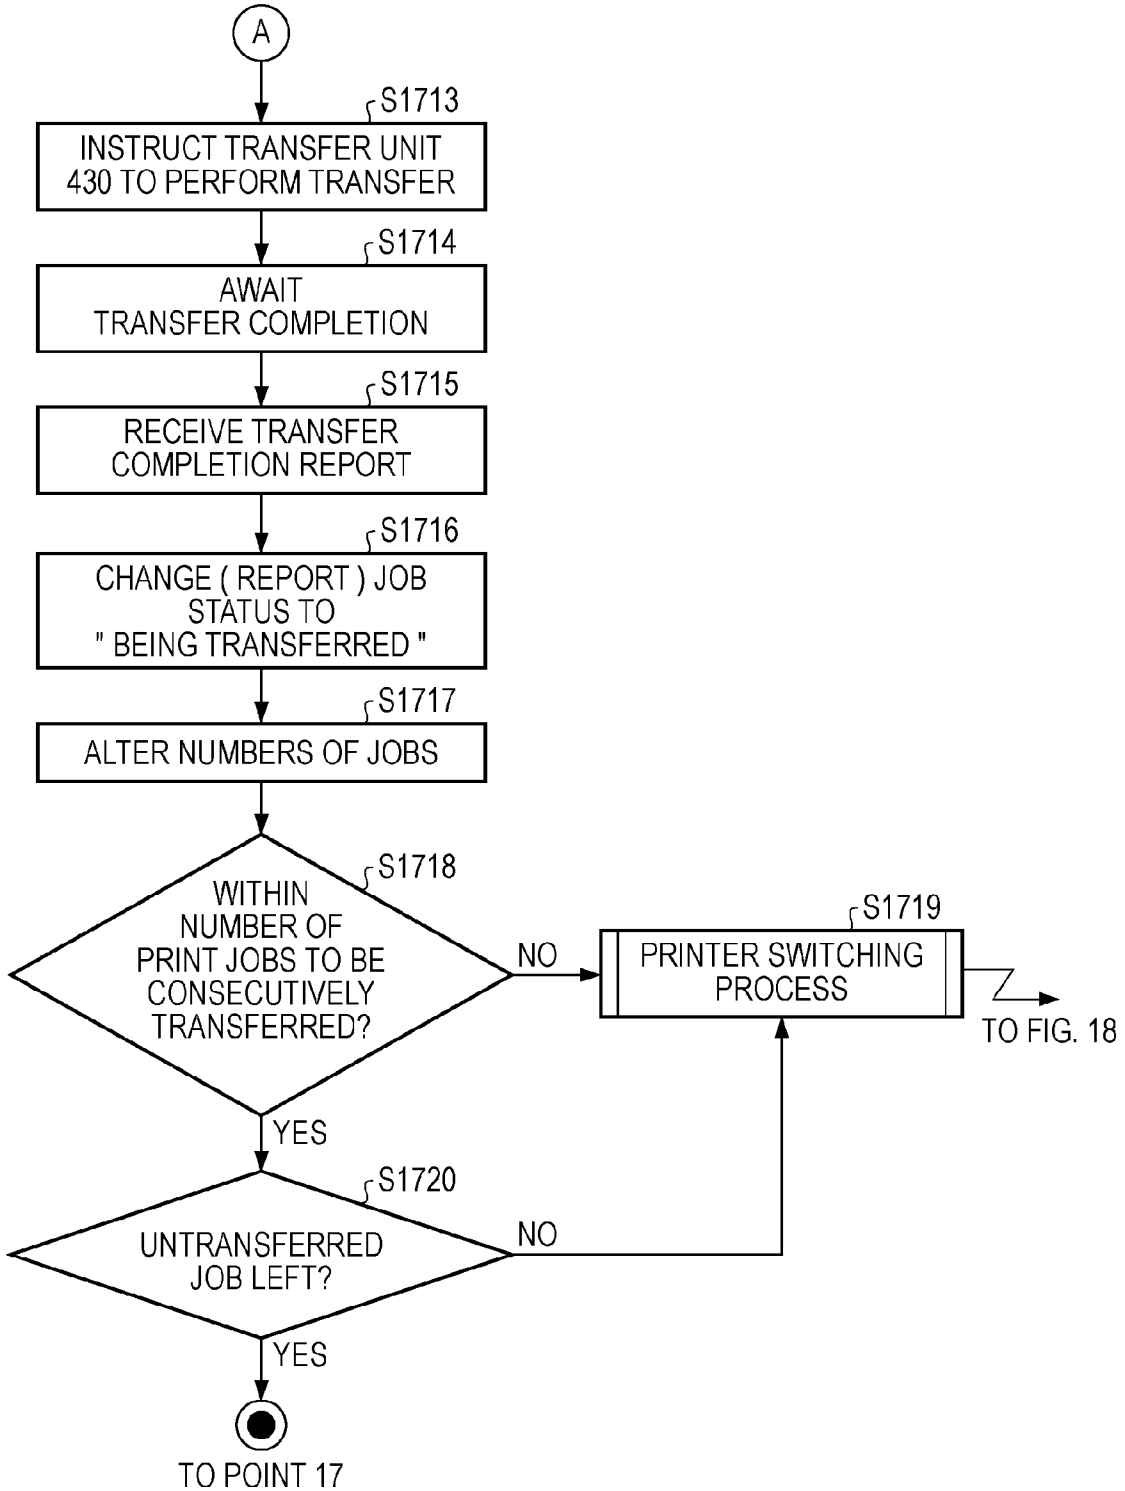 A
S1713
INSTRUCT TRANSFER UNIT
430 TO PERFORM TRANSFER
S1714
AWAIT
TRANSFER COMPLETION
S1715
RECEIVE TRANSFER
COMPLETION REPORT
S1716
CHANGE ( REPORT ) JOB
STATUS TO
" BEING TRANSFERRED "
S1717
ALTER NUMBERS OF JOBS
S1718
WITHIN
NUMBER OF
PRINT JOBS TO BE
CONSECUTIVELY
TRANSFERRED?
NO
S1719
PRINTER SWITCHING
PROCESS
TO FIG. 18
YES
S1720
UNTRANSFERRED
JOB LEFT?
NO
YES
TO POINT 17